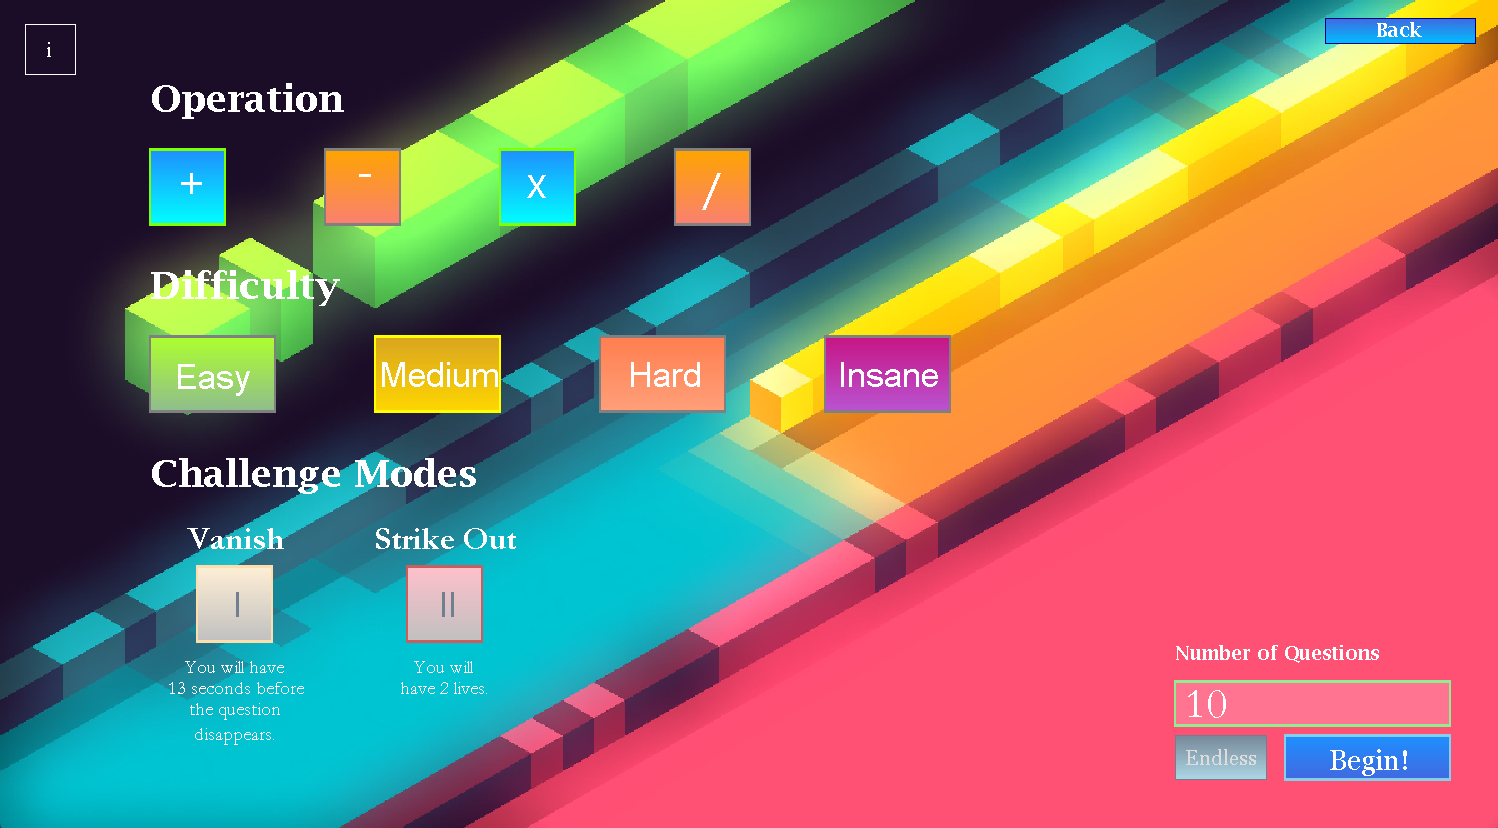 i
Back
Operation
+ - x /
Difficulty
Easy Medium Hard Insane
Challenge Modes
Vanish Strike Out
I II
You will have
13 seconds before
the question
disappears.
You will
have 2 lives.
Number of Questions
10
Endless Begin!